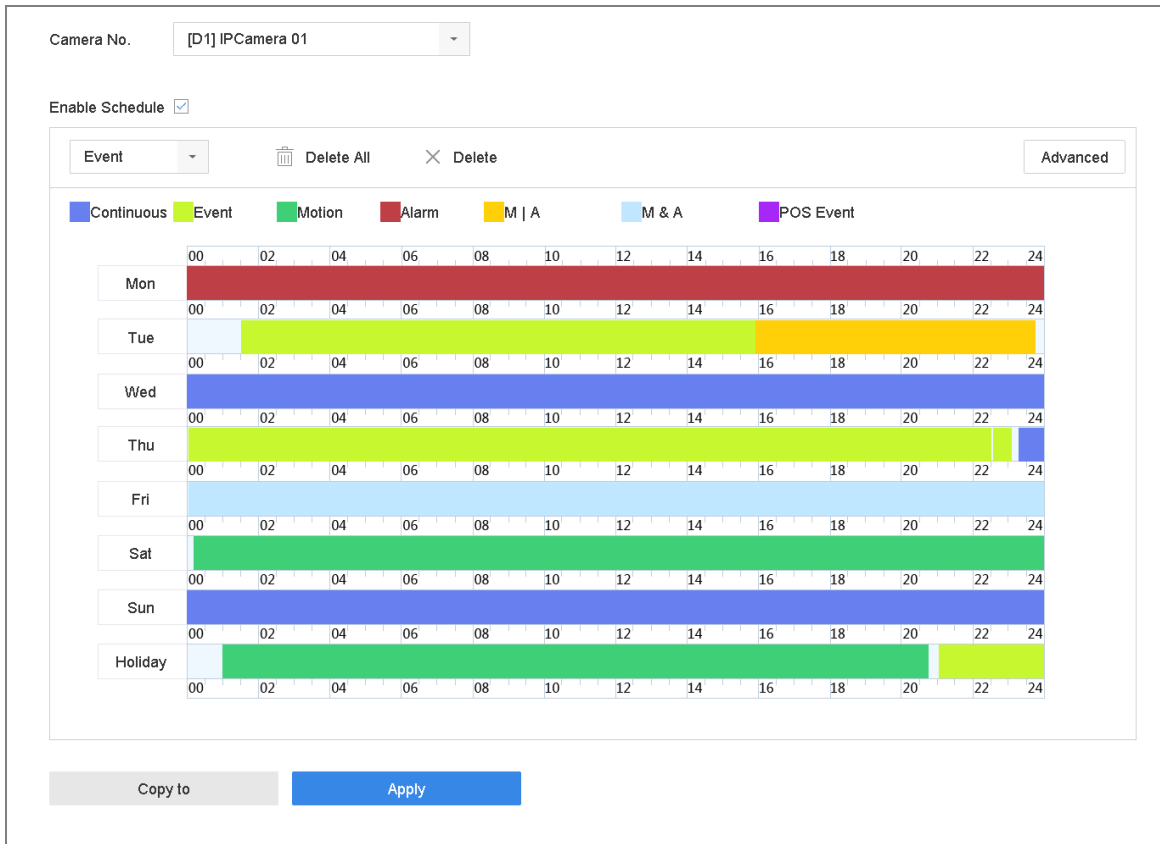 Camera No. [D1] IPCamera 01
Enable Schedule
Event Delete All Delete Advanced
Continuous Event Motion Alarm M | A M & A POS Event
00 02 04 06 08 10 12 14 16 18 20 22 24
Mon
00 02 04 06 08 10 12 14 16 18 20 22 24
Tue
00 02 04 06 08 10 12 14 16 18 20 22 24
Wed
00 02 04 06 08 10 12 14 16 18 20 22 24
Thu
00 02 04 06 08 10 12 14 16 18 20 22 24
Fri
00 02 04 06 08 10 12 14 16 18 20 22 24
Sat
00 02 04 06 08 10 12 14 16 18 20 22 24
Sun
00 02 04 06 08 10 12 14 16 18 20 22 24
Holiday
00 02 04 06 08 10 12 14 16 18 20 22 24
Copy to Apply